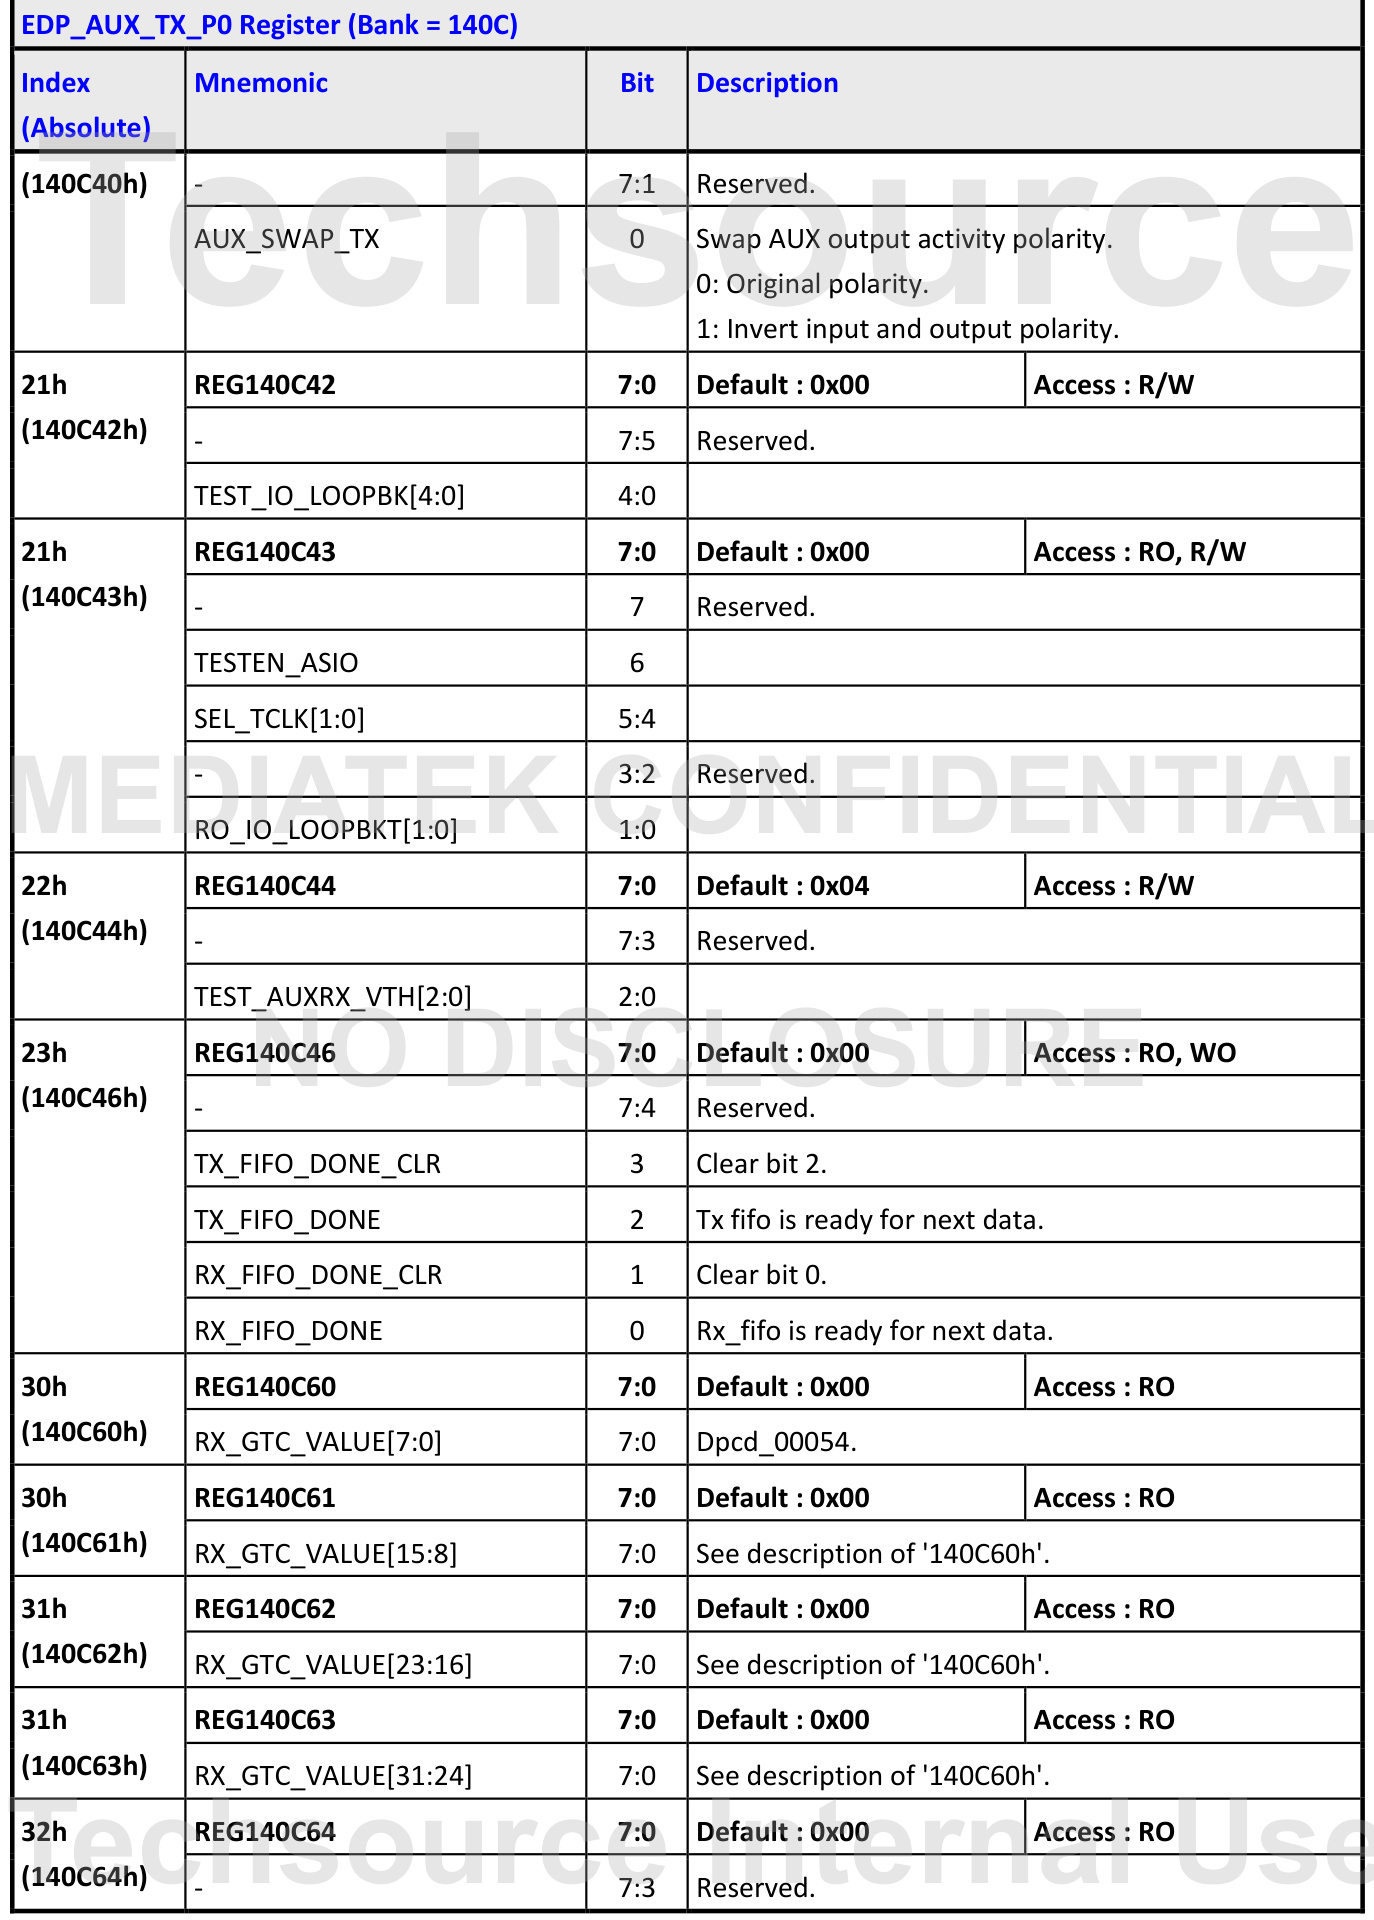 EDP_AUX_TX_P0 Register (Bank = 140C)
Index (Absolute) Mnemonic Bit Description
(140C40h) - 7:1 Reserved.
AUX_SWAP_TX 0 Swap AUX output activity polarity.
0: Original polarity.
1: Invert input and output polarity.
21h REG140C42 7:0 Default : 0x00 Access : R/W
(140C42h)
- 7:5 Reserved.
TEST_IO_LOOPBK[4:0] 4:0
21h REG140C43 7:0 Default : 0x00 Access : RO, R/W
(140C43h)
- 7 Reserved.
TESTEN_ASIO 6
SEL_TCLK[1:0] 5:4
- 3:2 Reserved.
RO_IO_LOOPBKT[1:0] 1:0
22h REG140C44 7:0 Default : 0x04 Access : R/W
(140C44h)
- 7:3 Reserved.
TEST_AUXRX_VTH[2:0] 2:0
23h REG140C46 7:0 Default : 0x00 Access : RO, WO
(140C46h)
- 7:4 Reserved.
TX_FIFO_DONE_CLR 3 Clear bit 2.
TX_FIFO_DONE 2 Tx fifo is ready for next data.
RX_FIFO_DONE_CLR 1 Clear bit 0.
RX_FIFO_DONE 0 Rx_fifo is ready for next data.
30h REG140C60 7:0 Default : 0x00 Access : RO
(140C60h)
RX_GTC_VALUE[7:0] 7:0 Dpcd_00054.
30h REG140C61 7:0 Default : 0x00 Access : RO
(140C61h)
RX_GTC_VALUE[15:8] 7:0 See description of '140C60h'.
31h REG140C62 7:0 Default : 0x00 Access : RO
(140C62h)
RX_GTC_VALUE[23:16] 7:0 See description of '140C60h'.
31h REG140C63 7:0 Default : 0x00 Access : RO
(140C63h)
RX_GTC_VALUE[31:24] 7:0 See description of '140C60h'.
32h REG140C64 7:0 Default : 0x00 Access : RO
(140C64h)
- 7:3 Reserved.
Techsource
MEDIATEK CONFIDENTIAL
NO DISCLOSURE
Techsource Internal Use